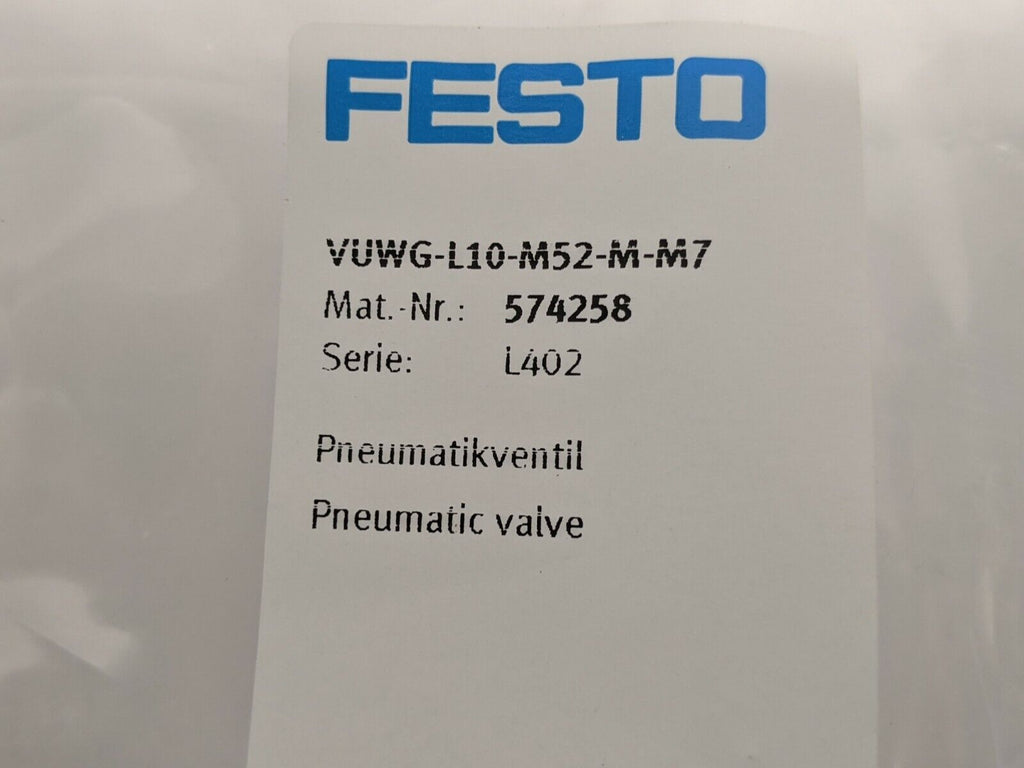 FESTO
VUWG-L10-M52-M-M7
Mat.-Nr.: 574258
Serie: L402
Pneumatikventil
Pneumatic valve